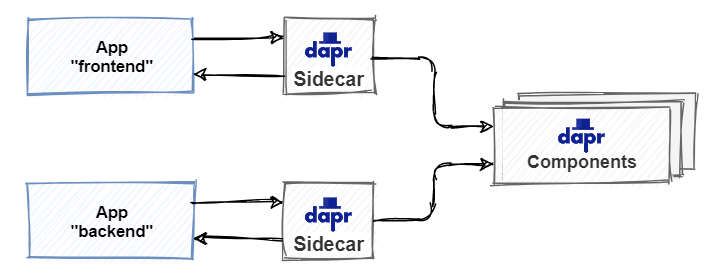 App
"frontend"
dapr
Sidecar
dapr
Components
App
"backend"
dapr
Sidecar